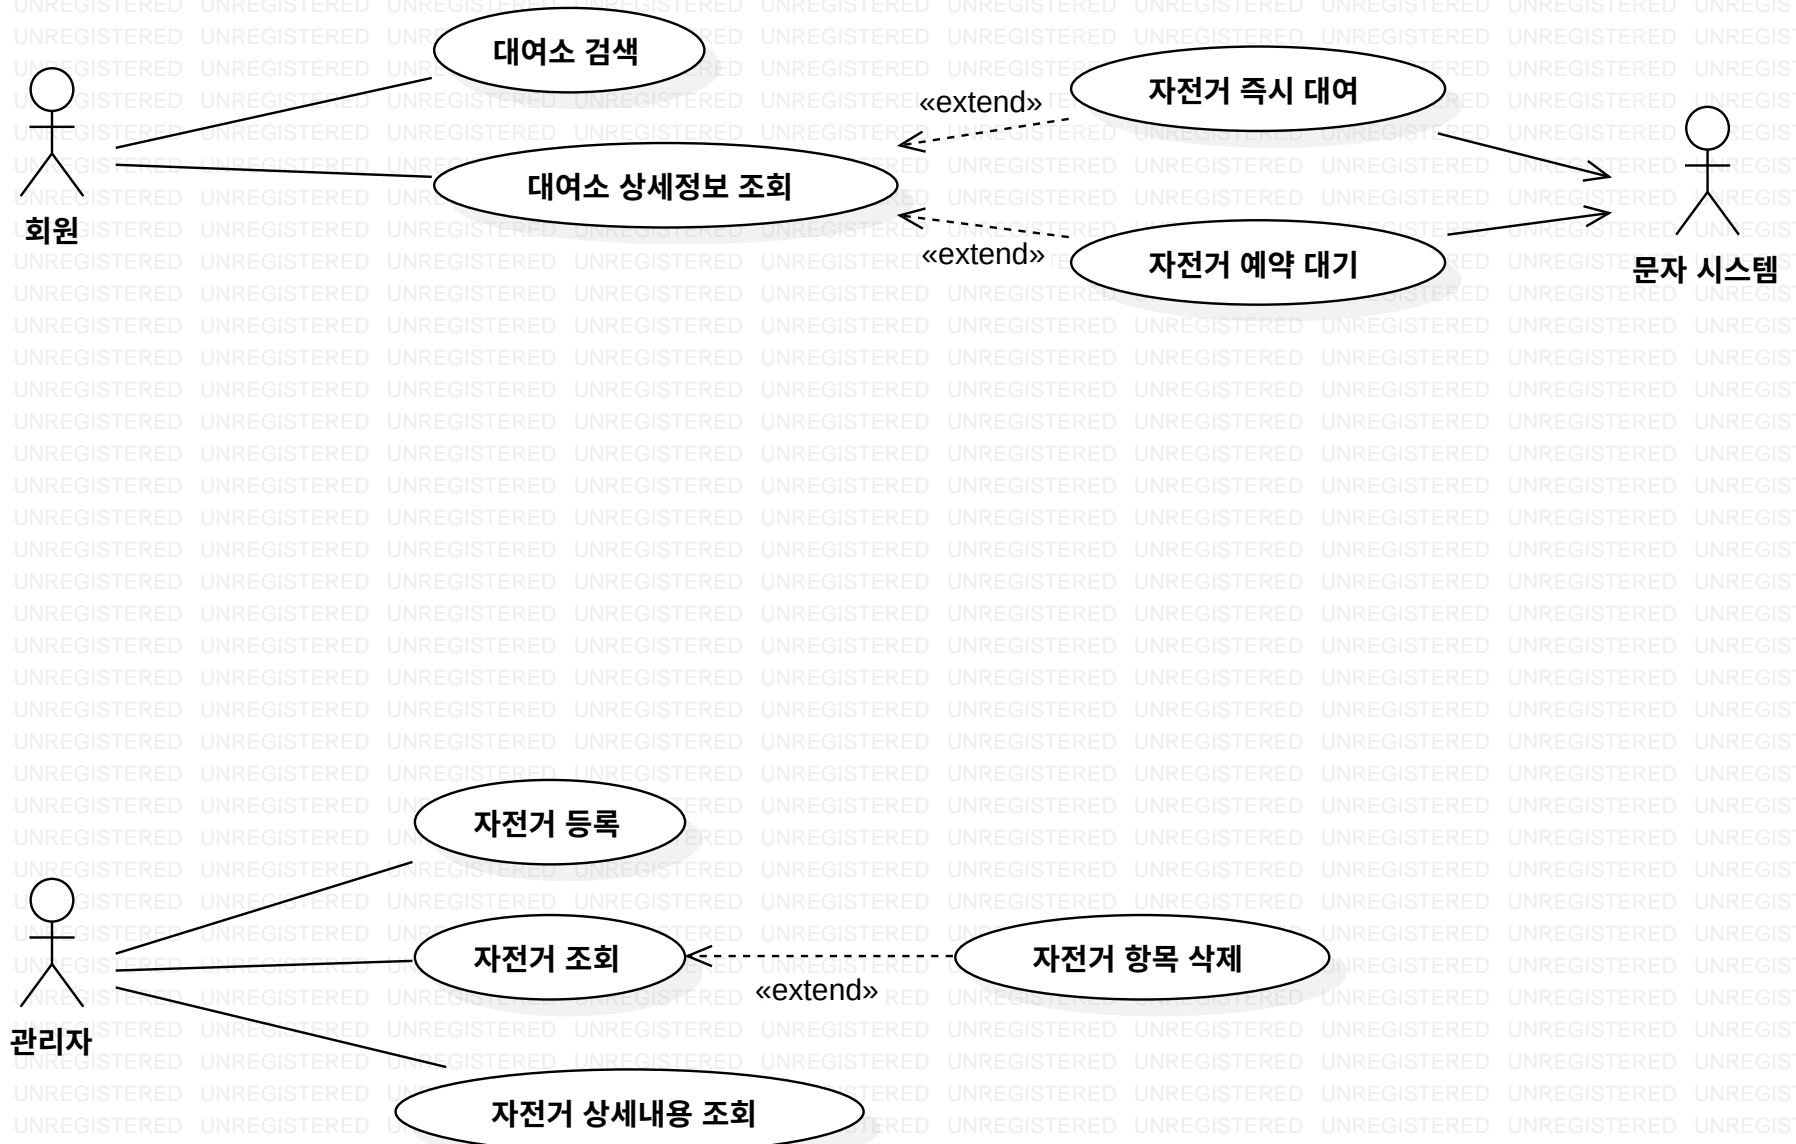 대여소 검색
«extend»
자전거 즉시 대여
대여소 상세정보 조회
회원
«extend»
자전거 예약 대기
문자 시스템
자전거 등록
자전거 조회
«extend»
자전거 항목 삭제
관리자
자전거 상세내용 조회